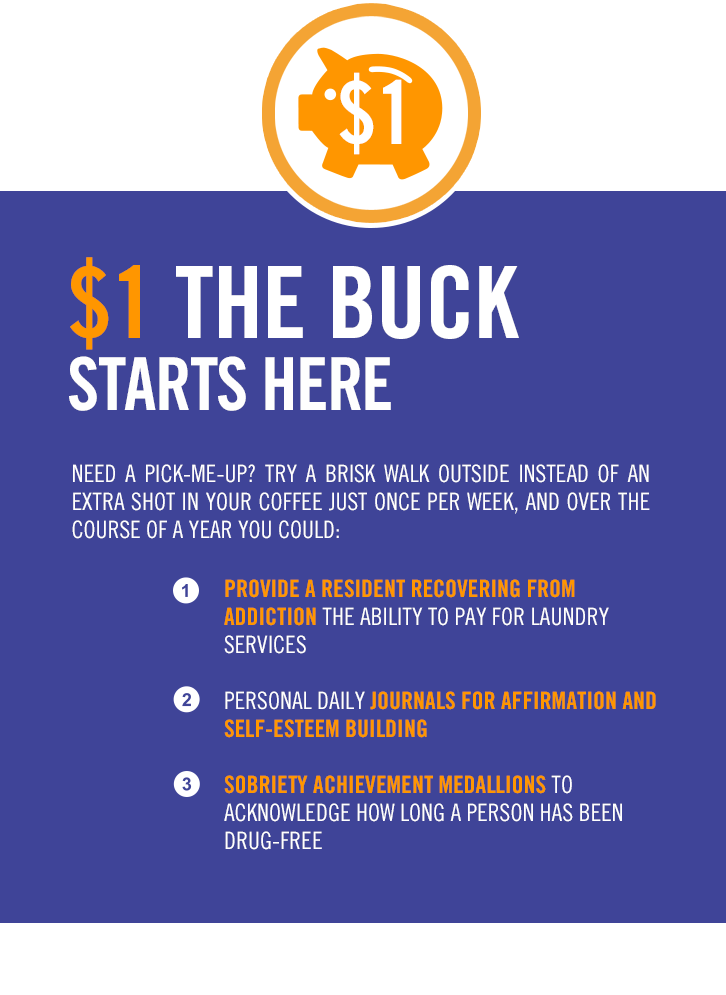 $1
$1 THE BUCK
STARTS HERE
NEED A PICK-ME-UP? TRY A BRISK WALK OUTSIDE INSTEAD OF AN
EXTRA SHOT IN YOUR COFFEE JUST ONCE PER WEEK, AND OVER THE
COURSE OF A YEAR YOU COULD:
1 PROVIDE A RESIDENT RECOVERING FROM
ADDICTION THE ABILITY TO PAY FOR LAUNDRY
SERVICES
2 PERSONAL DAILY JOURNALS FOR AFFIRMATION AND
SELF-ESTEEM BUILDING
3 SOBRIETY ACHIEVEMENT MEDALLIONS TO
ACKNOWLEDGE HOW LONG A PERSON HAS BEEN
DRUG-FREE